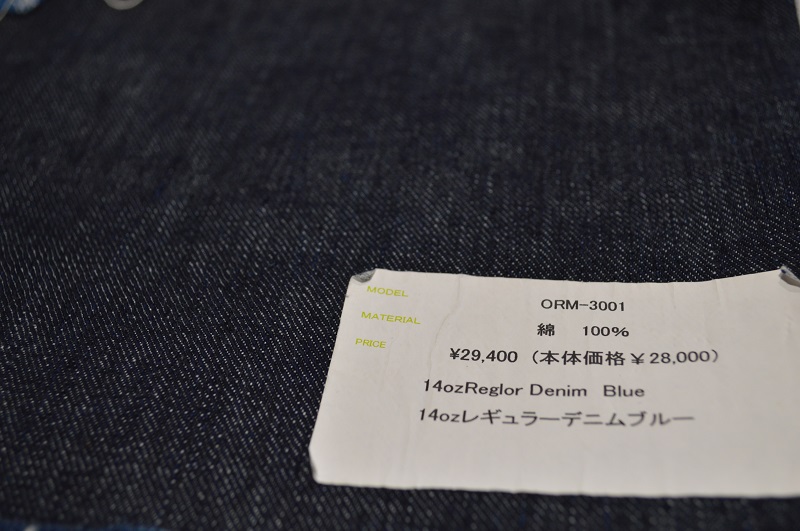 MODEL ORM-3001
MATERIAL 綿 100%
PRICE ¥29,400 (本体価格¥28,000)
14ozReglor Denim Blue
14ozレギュラーデニムブルー